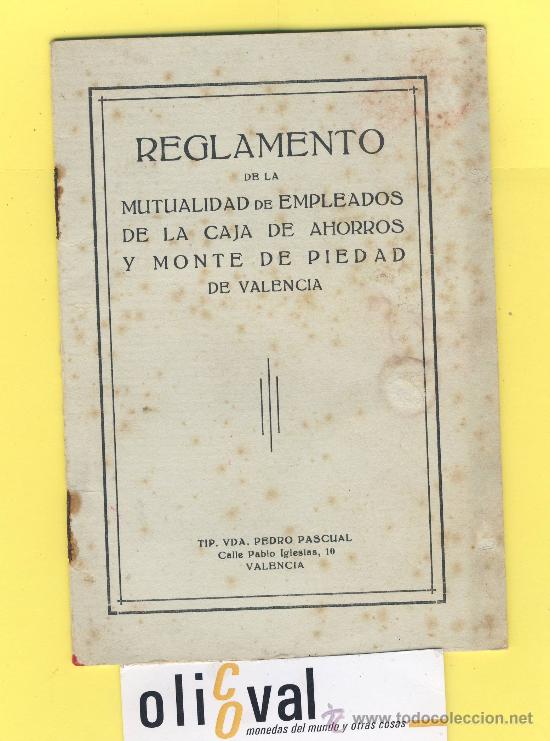 REGLAMENTO
DE LA
MUTUALIDAD DE EMPLEADOS
DE LA CAJA DE AHORROS
Y MONTE DE PIEDAD
DE VALENCIA
TIP. VDA. PEDRO PASCUAL
Calle Pablo Iglesias, 10
VALENCIA
olicoval
monedas del mundo y otras cosas
www.todocoleccion.net